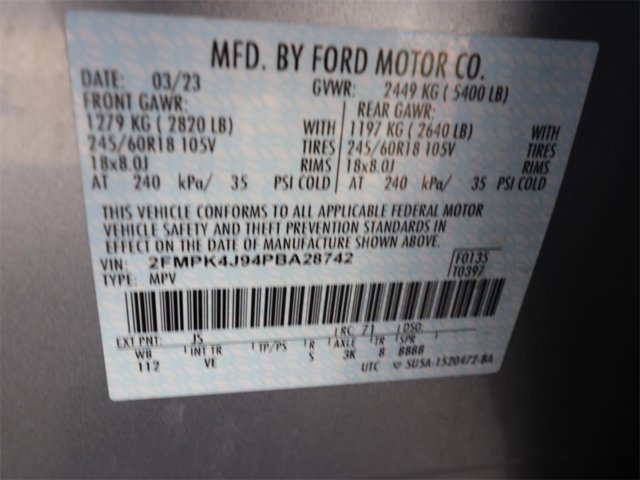 MFD. BY FORD MOTOR CO.
DATE: 03/23 GVWR: 2449 KG ( 5400 LB)
FRONT GAWR: REAR GAWR:
1279 KG ( 2820 LB) WITH 1197 KG ( 2640 LB) WITH
245/60R18 105V TIRES 245/60R18 105V TIRES
18x8.0J RIMS 18x8.0J RIMS
AT 240 kPa/ 35 PSI COLD AT 240 kPa/ 35 PSI COLD
THIS VEHICLE CONFORMS TO ALL APPLICABLE FEDERAL MOTOR
VEHICLE SAFETY AND THEFT PREVENTION STANDARDS IN
EFFECT ON THE DATE OF MANUFACTURE SHOWN ABOVE.
VIN: 2FMPK4J94PBA28742 F0135
TYPE: MPV T0397
EXT PNT: JS RC 7 DSO
WB INT TR TP/PS R AXLE TR SPR
112 VE S 3K 8 BBBB
UTC SUSA-1520472-BA